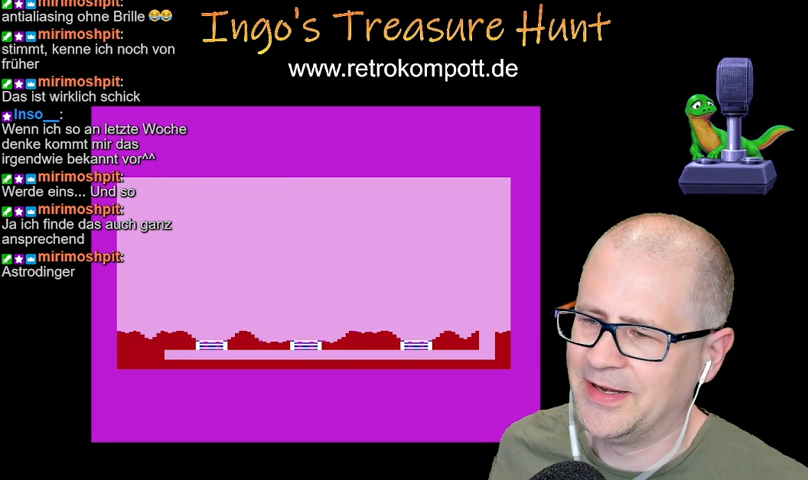 mirimoshpit:
antialiasing ohne Brille 😂😂
mirimoshpit:
stimmt, kenne ich noch von
früher
mirimoshpit:
Das ist wirklich schick
Inso__:
Wenn ich so an letzte Woche
denke kommt mir das
irgendwie bekannt vor^^
mirimoshpit:
Werde eins... Und so
mirimoshpit:
Ja ich finde das auch ganz
ansprechend
mirimoshpit:
Astrodinger
Ingo's Treasure Hunt
www.retrokompott.de